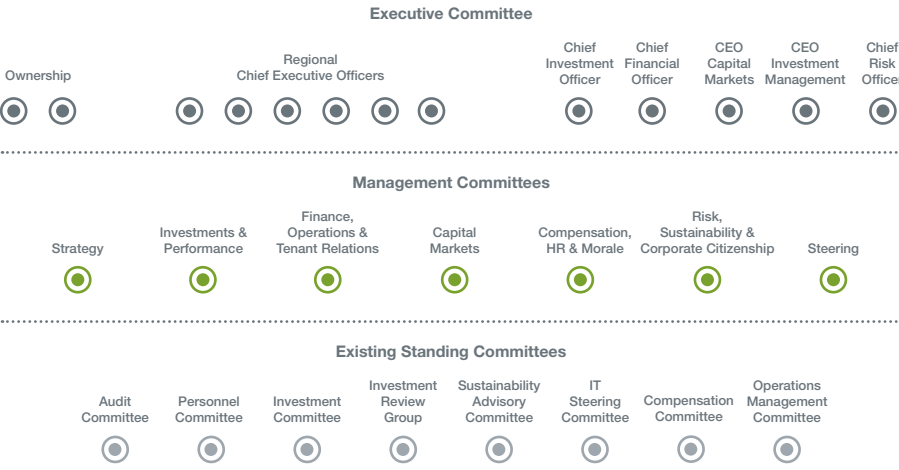 Executive Committee
Ownership
Regional
Chief Executive Officers
Chief
Investment
Officer
Chief
Financial
Officer
CEO
Capital
Markets
CEO
Investment
Management
Chief
Risk
Office
Management Committees
Strategy
Investments &
Performance
Finance,
Operations &
Tenant Relations
Capital
Markets
Compensation,
HR & Morale
Risk,
Sustainability &
Corporate Citizenship
Steering
Existing Standing Committees
Audit
Committee
Personnel
Committee
Investment
Committee
Investment
Review
Group
Sustainability
Advisory
Committee
IT
Steering
Committee
Compensation
Committee
Operations
Management
Committee